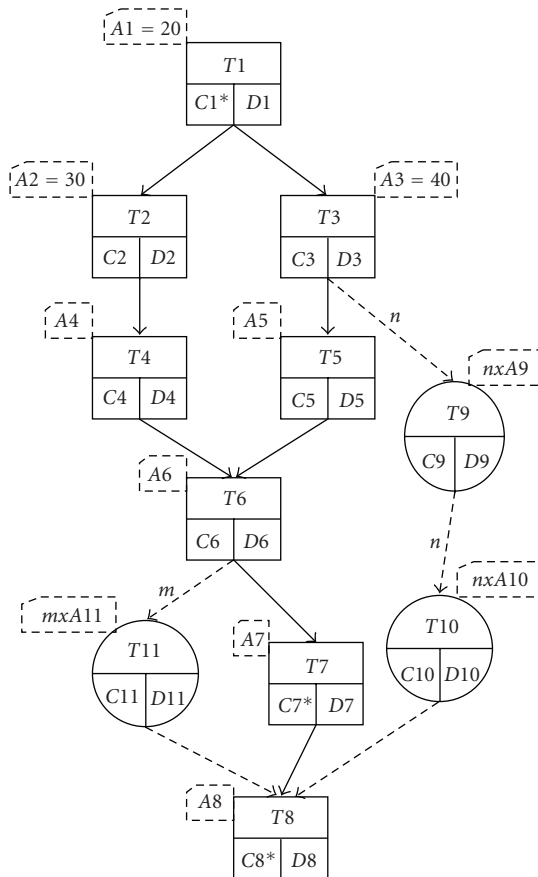 A1 = 20
T1
C1* D1
A2 = 30
A3 = 40
T2
T3
C2 D2
C3 D3
A4
A5
n
T4
T5
nxA9
C4 D4
C5 D5
T9
C9 D9
A6
T6
C6 D6
n
nxA10
m
mxA11
A7
T10
T11
T7
C10 D10
C11 D11
C7* D7
A8
T8
C8* D8